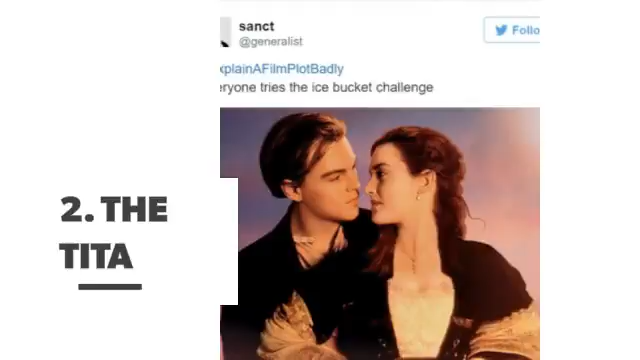 sanct
@generalist
Follo
xplainAFilmPlotBadly
eryone tries the ice bucket challenge
2. THE
TITA